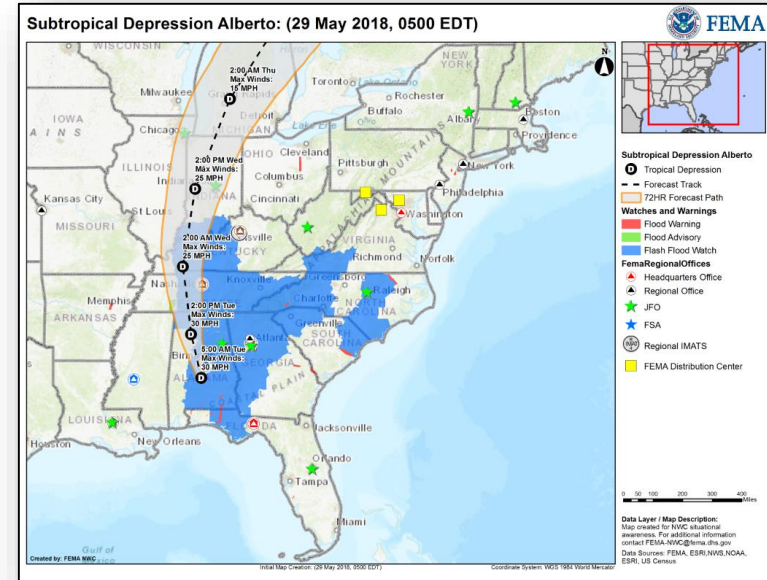 Subtropical Depression Alberto: (29 May 2018, 0500 EDT)
FEMA
WISCONSIN
2:00 AM Thu
Max Winds:
15 MPH
Milwaukee
Toronto
Rochester
Buffalo
NEW
YORK
Albany
Boston
Providence
IOWA
Chicago
Detroit
MICHIGAN
Ohio
Cleveland
Pittsburgh
New York
Philadelphia
ILLINOIS
2:00 PM Wed
Max Winds:
25 MPH
INDIANA
OHIO
Columbus
Cincinnati
APPALACHIAN MOUNTAINS
Washington
Kansas City
St Louis
MISSOURI
VIRGINIA
Richmond
Norfolk
2:00 AM Wed
Max Winds:
25 MPH
Knoxville
Greensboro
Raleigh
NORTH
CAROLINA
Charlotte
Memphis
ARKANSAS
2:00 PM Tue
Max Winds:
30 MPH
Greenville
SOUTH
CAROLINA
5:00 AM Tue
Max Winds:
30 MPH
Atlanta
GEORGIA
COASTAL PLAIN
LOUISIANA
New Orleans
Houston
Jacksonville
Orlando
Tampa
Miami
Gulf of
Created by: FEMA NWC
Initial Map Creation: (29 May 2018, 0500 EDT)
Coordinate System: WGS 1984 World Mercator
N
Subtropical Depression Alberto
D Tropical Depression
Forecast Track
72HR Forecast Path
Watches and Warnings
Flood Warning
Flood Advisory
Flash Flood Watch
FemaRegionalOffices
Headquarters Office
Regional Office
JFO
FSA
IMAT Regional IMATS
FEMA Distribution Center
0 50 100 200 300 400
Miles
Data Layer / Map Description:
Map created for NWC situational
awareness. For additional information
contact FEMA-NWC@fema.dhs.gov
Data Sources: FEMA, ESRI,NWS,NOAA,
ESRI, US Census